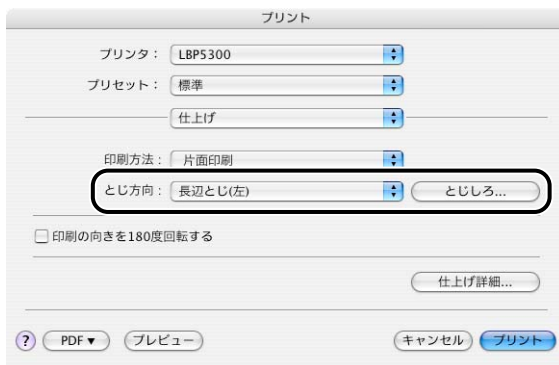 プリント
プリンタ： LBP5300
プリセット： 標準
仕上げ
印刷方法： 片面印刷
とじ方向： 長辺とじ(左) とじしろ...
印刷の向きを180度回転する
仕上げ詳細...
? PDF▼ プレビュー キャンセル プリント